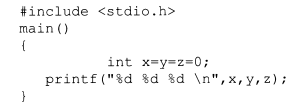 #include <stdio.h>
main()
{
int x=y=z=0;
printf("%d %d %d \n",x,y,z);
}